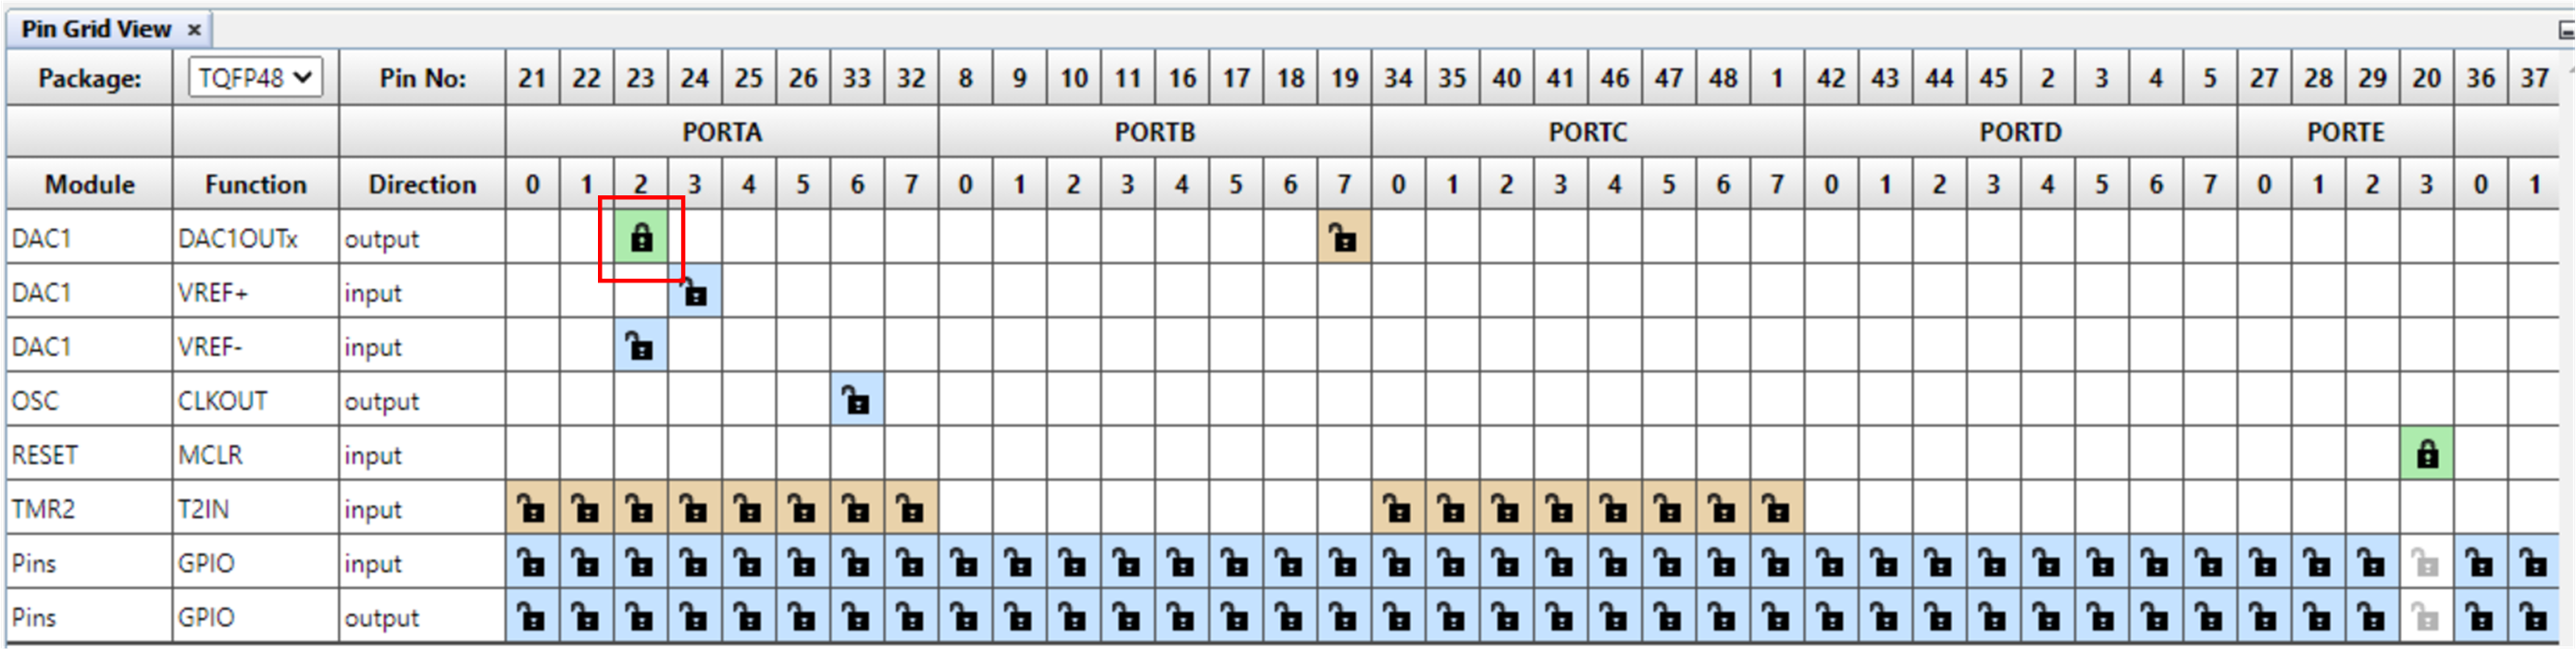 Pin Grid View ×
Package: TQFP48 Pin No: 21 22 23 24 25 26 33 32 8 9 10 11 16 17 18 19 34 35 40 41 46 47 48 1 42 43 44 45 2 3 4 5 27 28 29 20 36 37
PORTA PORTB PORTC PORTD PORTE
Module Function Direction 0 1 2 3 4 5 6 7 0 1 2 3 4 5 6 7 0 1 2 3 4 5 6 7 0 1 2 3 4 5 6 7 0 1 2 3 0 1
DAC1 DAC1OUTx output
DAC1 VREF+ input
DAC1 VREF- input
OSC CLKOUT output
RESET MCLR input
TMR2 T2IN input
Pins GPIO input
Pins GPIO output